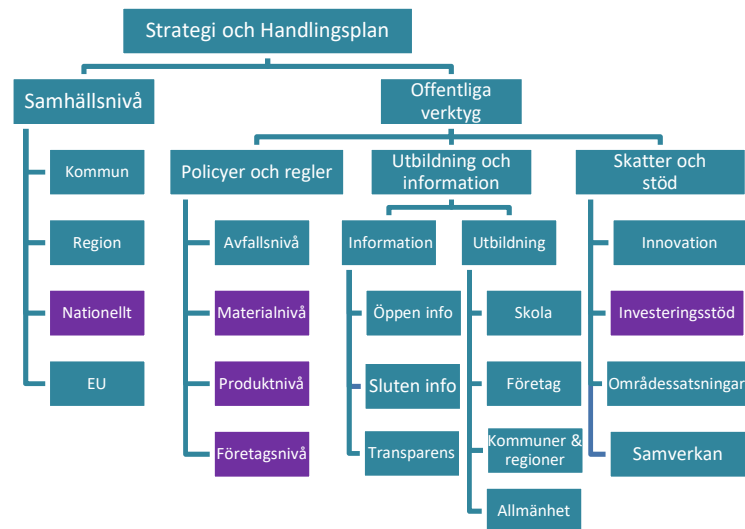 Strategi och Handlingsplan
Samhällsnivå
Offentliga
verktyg
Kommun
Region
Nationellt
EU
Policyer och regler
Utbildning och
information
Skatter och
stöd
Avfallsnivå
Materialnivå
Produktnivå
Företagsnivå
Information
Utbildning
Öppen info
Sluten info
Transparens
Skola
Företag
Kommuner &
regioner
Allmänhet
Innovation
Investeringsstöd
Områdessatsningar
Samverkan